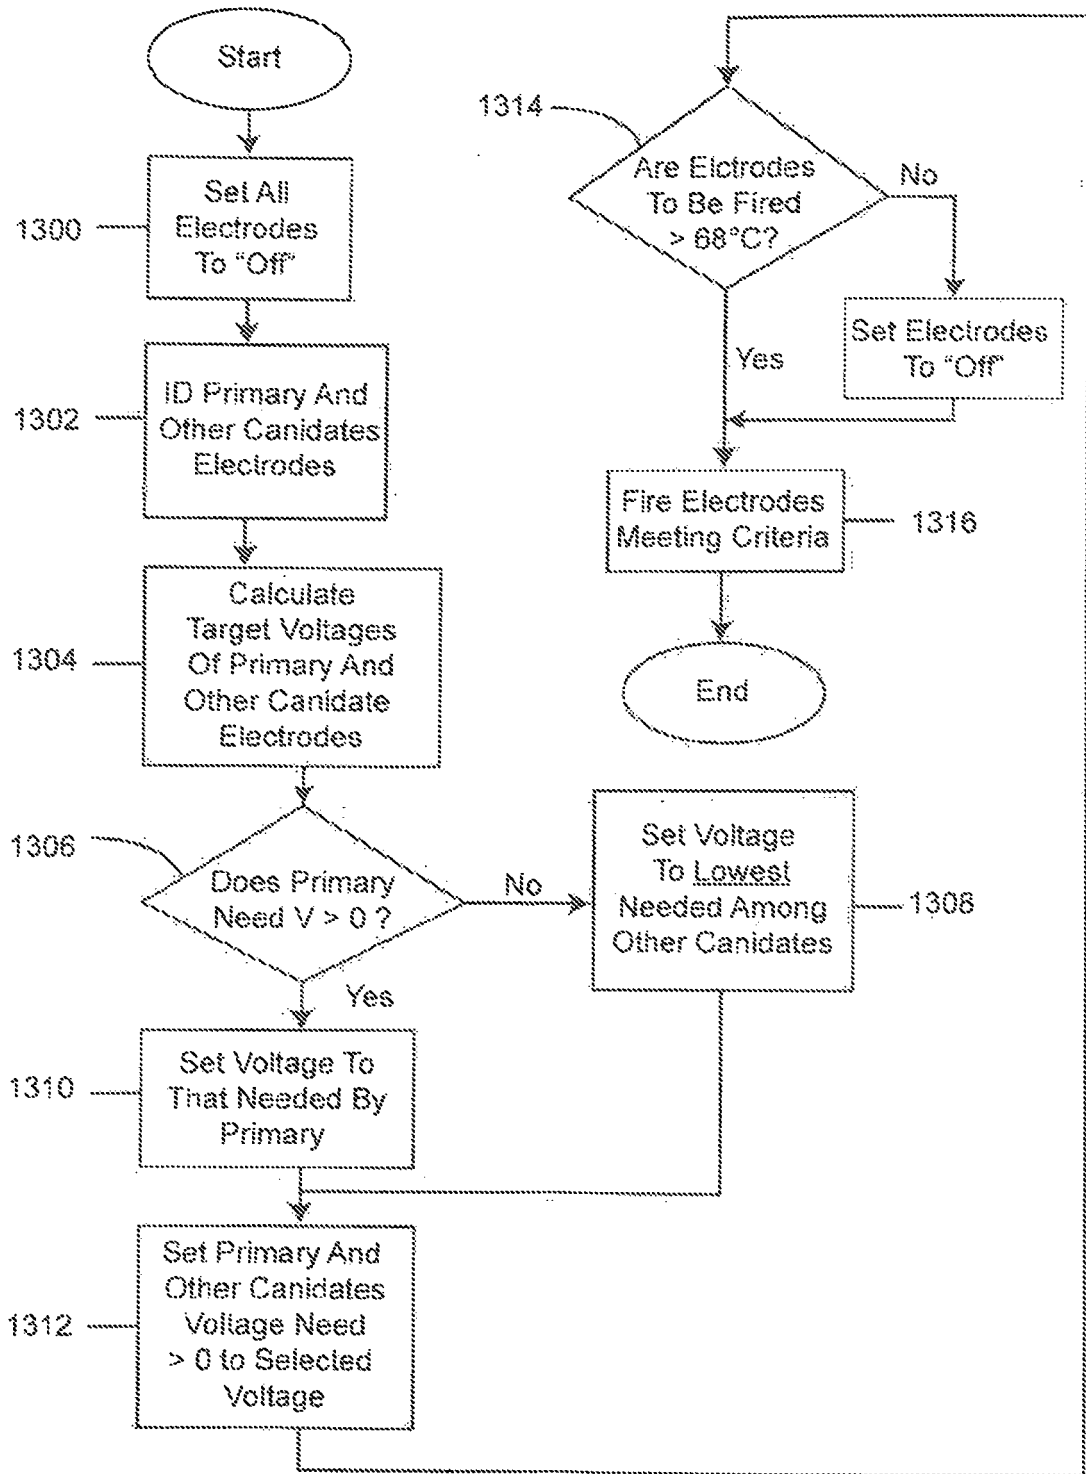 Start
1300
Set All
Electrodes
To "Off"
1302
ID Primary And
Other Canidates
Electrodes
1304
Calculate
Target Voltages
Of Primary And
Other Canidate
Electrodes
1306
Does Primary
Need V > 0 ?
No
Yes
1308
Set Voltage
To Lowest
Needed Among
Other Canidates
1310
Set Voltage To
That Needed By
Primary
1312
Set Primary And
Other Canidates
Voltage Need
> 0 to Selected
Voltage
1314
Are Elctrodes
To Be Fired
> 68°C?
No
Yes
Set Electrodes
To "Off"
Fire Electrodes
Meeting Criteria
1316
End